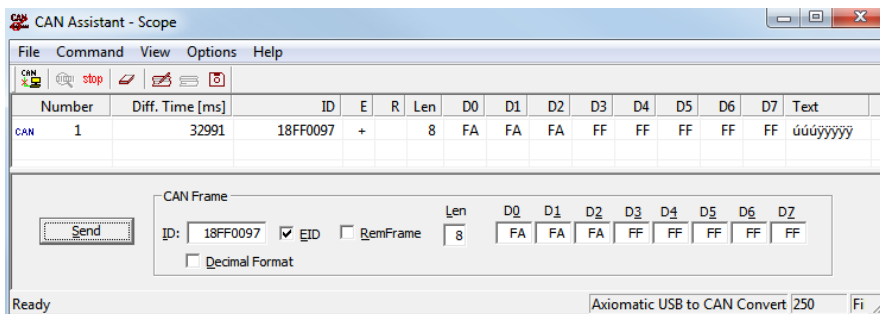 CAN Assistant - Scope
File Command View Options Help
CAN stop
Number Diff. Time [ms] ID E R Len D0 D1 D2 D3 D4 D5 D6 D7 Text
CAN 1 32991 18FF0097 + 8 FA FA FA FF FF FF FF FF úúúÿÿÿÿÿ
CAN Frame
Len D0 D1 D2 D3 D4 D5 D6 D7
Send ID: 18FF0097 EID RemFrame 8 FA FA FA FF FF FF FF FF
Decimal Format
Ready Axiomatic USB to CAN Convert 250 Fi